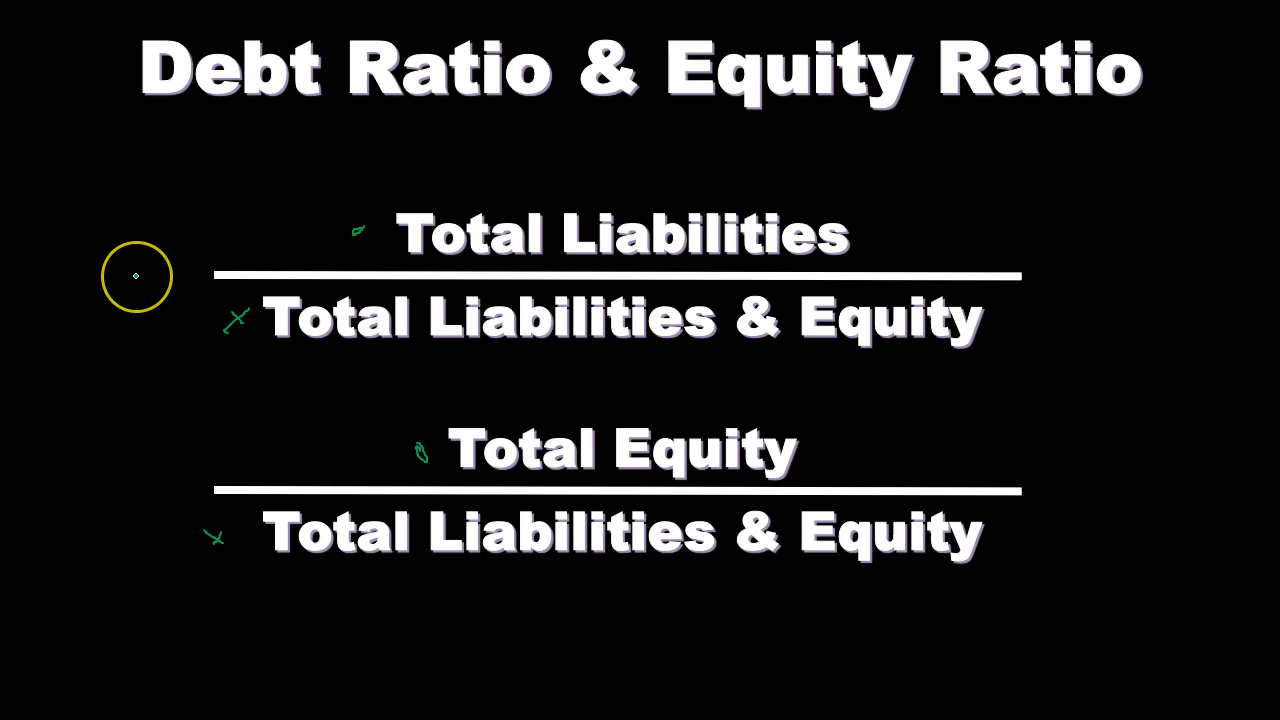 Debt Ratio & Equity Ratio
Total Liabilities
Total Liabilities & Equity
Total Equity
Total Liabilities & Equity